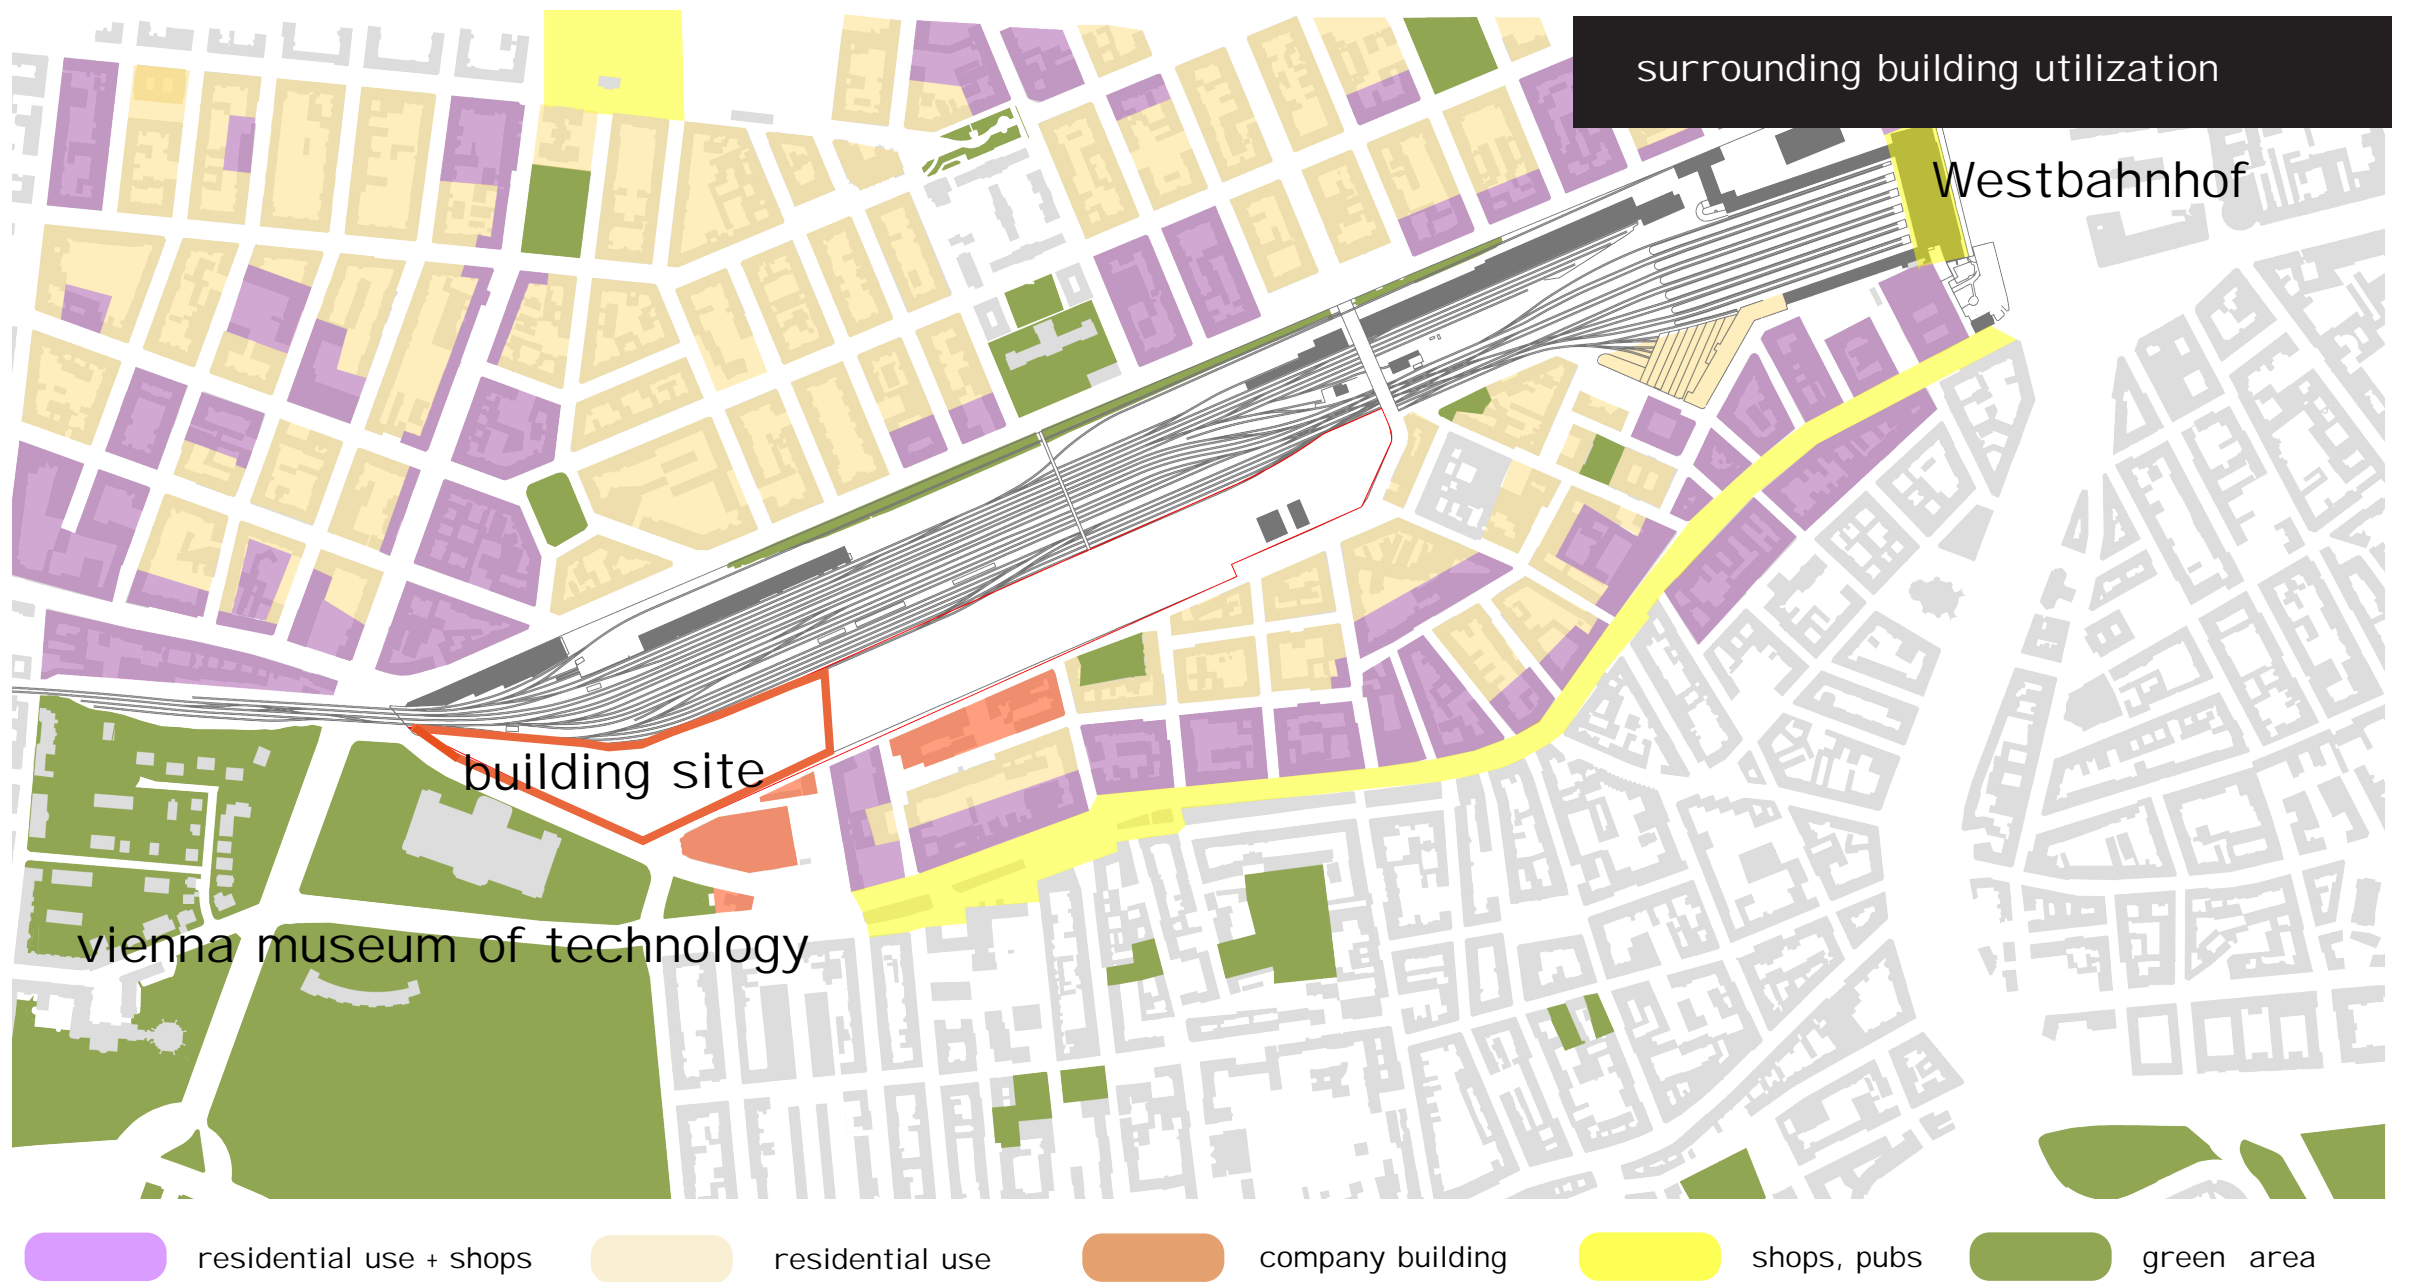 surrounding building utilization
Westbahnhof
building site
vienna museum of technology
residential use + shops
residential use
company building
shops, pubs
green area